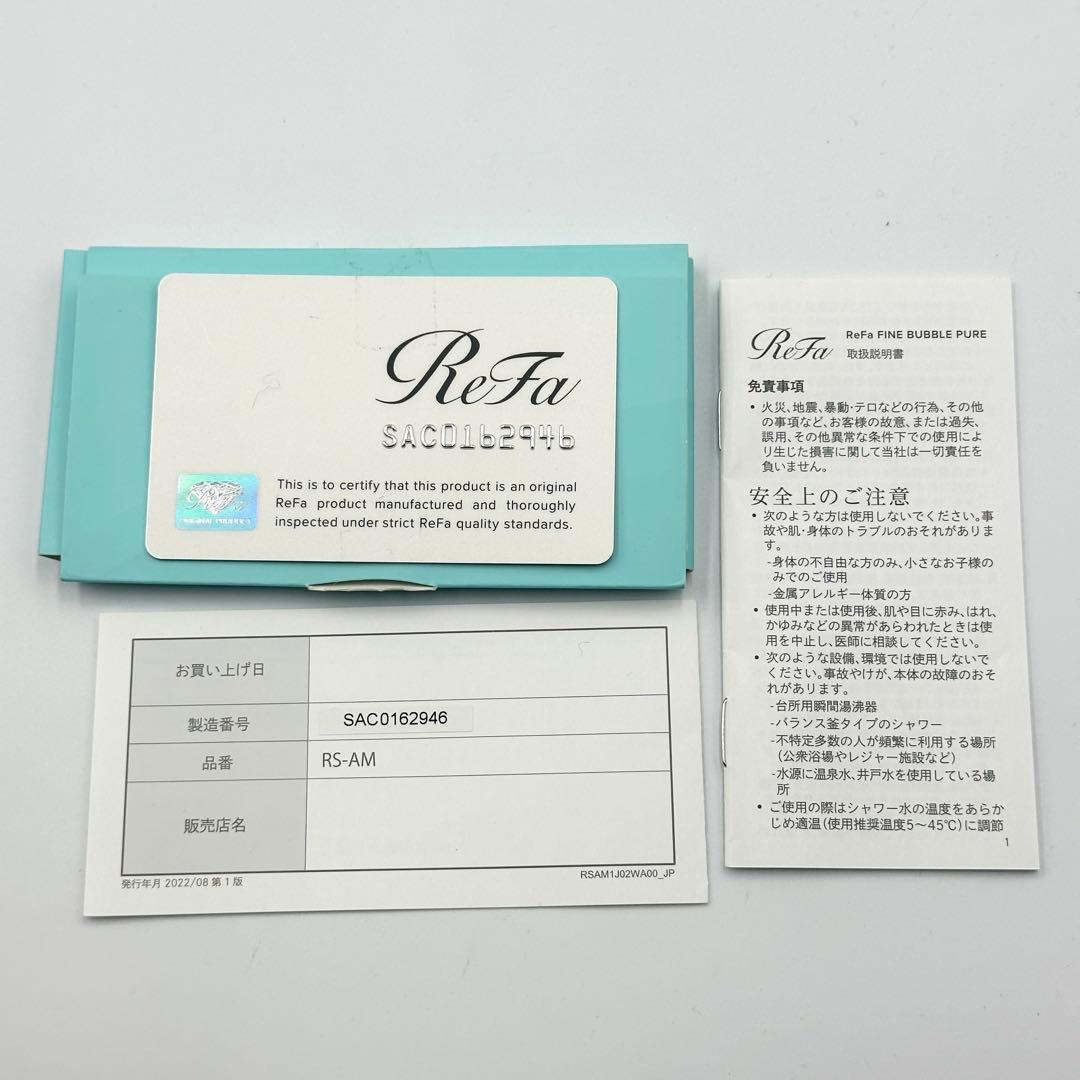 ReFa
SAC0162946
This is to certify that this product is an original
ReFa product manufactured and thoroughly
inspected under strict ReFa quality standards.
お買い上げ日
製造番号 SAC0162946
品番 RS-AM
販売店名
発行年月 2022/08 第1版
RSAM1J02WA00_JP
ReFa
ReFa FINE BUBBLE PURE
取扱説明書
免責事項
• 火災、地震、暴動・テロなどの行為、その他
の事項など、お客様の故意、または過失、
誤用、その他異常な条件下での使用によ
り生じた損害に関して当社は一切責任を
負いません。
安全上のご注意
• 次のような方は使用しないでください。事
故や肌・身体のトラブルのおそれがありま
す。
-身体の不自由な方のみ、小さなお子様の
みでのご使用
-金属アレルギー体質の方
• 使用中または使用後、肌や目に赤み、はれ、
かゆみなどの異常があらわれたときは使
用を中止し、医師に相談してください。
• 次のような設備、環境では使用しないで
ください。事故やけが、本体の故障のおそ
れがあります。
-台所用瞬間湯沸器
-バランス釜タイプのシャワー
-不特定多数の人が頻繁に利用する場所
(公衆浴場やレジャー施設など)
-水源に温泉水、井戸水を使用している場
所
• ご使用の際はシャワー水の温度をあらか
じめ適温(使用推奨温度5〜45℃)に調節
1